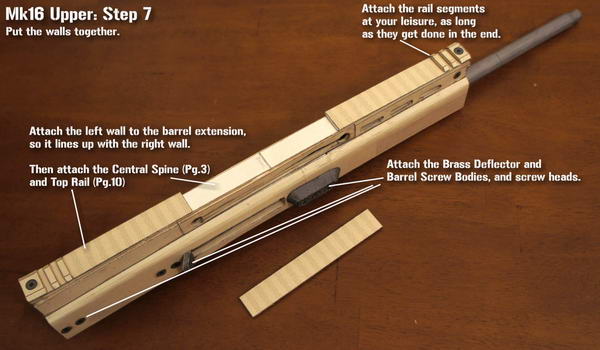 Mk16 Upper: Step 7
Put the walls together.
Attach the rail segments
at your leisure, as long
as they get done in the end.
Attach the left wall to the barrel extension,
so it lines up with the right wall.
Then attach the Central Spine (Pg.3)
and Top Rail (Pg.10)
Attach the Brass Deflector and
Barrel Screw Bodies, and screw heads.